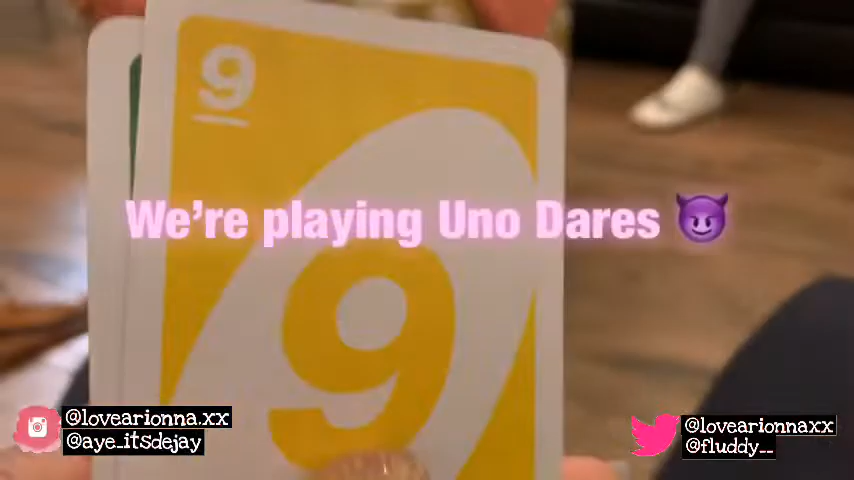 9
We're playing Uno Dares 😈
9
@lovearionna.xx
@aye_itsdejay
@lovearionnaxx
@fluddy__